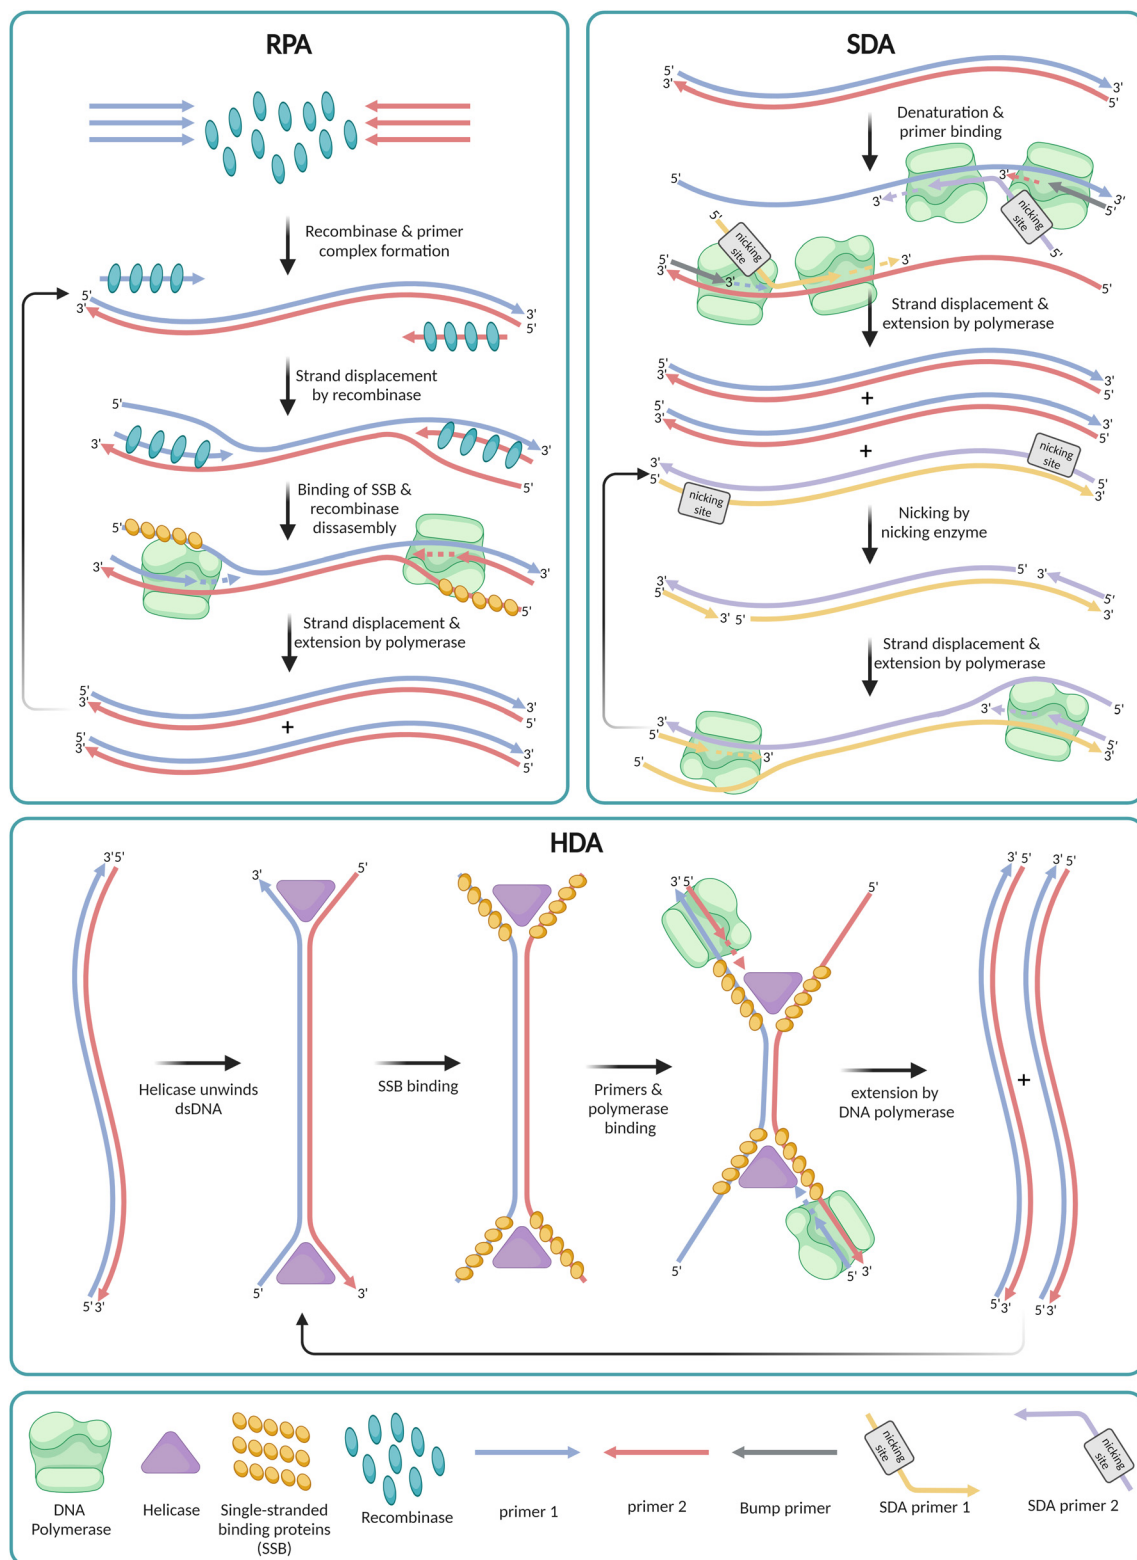 RPA
Recombinase & primer
complex formation
5'
3'
3'
5'
Strand displacement
by recombinase
5'
3'
3'
5'
Binding of SSB &
recombinase
dissasembly
5'
3'
3'
5'
Strand displacement &
extension by polymerase
5'
3'
3'
5'
+
5'
3'
3'
5'
SDA
5'
3'
3'
5'
Denaturation &
primer binding
5'
3'
3'
3'
5'
nicking
site
5'
5'
nicking
site
5'
3'
3'
3'
5'
Strand displacement &
extension by polymerase
5'
3'
3'
5'
+
5'
3'
3'
5'
+
3'
5'
nicking
site
nicking
site
5'
3'
Nicking by
nicking enzyme
3'
5'
3' 5'
5' 3'
5'
3'
Strand displacement &
extension by polymerase
3'
5'
3'
5'
3'
5'
5'
3'
HDA
3'5'
5'3'
Helicase unwinds
dsDNA
3'
5'
5'
3'
SSB binding
Primers &
polymerase
binding
3'5'
5'
5'
5' 3'
extension by
DNA polymerase
3' 5'
3' 5'
+
5'3'
5'3'
DNA
Polymerase
Helicase
Single-stranded
binding proteins
(SSB)
Recombinase
primer 1
primer 2
Bump primer
nicking
site
SDA primer 1
nicking
site
SDA primer 2